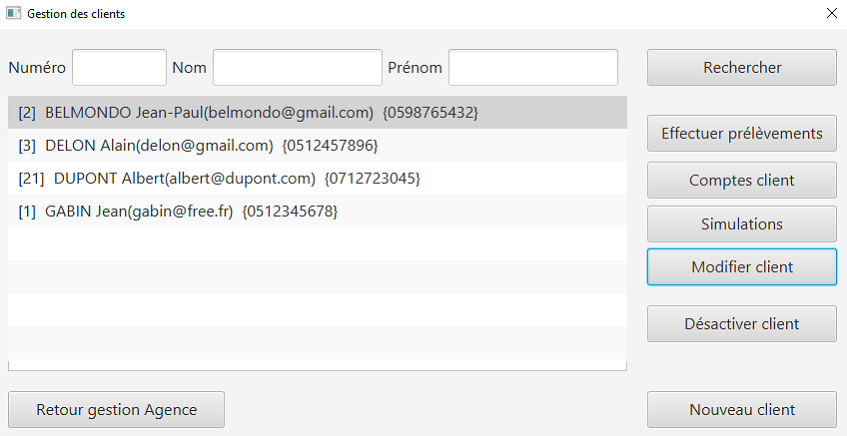 Gestion des clients
Numéro Nom Prénom Rechercher
[2] BELMONDO Jean-Paul(belmondo@gmail.com) {0598765432}
[3] DELON Alain(delon@gmail.com) {0512457896}
[21] DUPONT Albert(albert@dupont.com) {0712723045}
[1] GABIN Jean(gabin@free.fr) {0512345678}
Effectuer prélèvements
Comptes client
Simulations
Modifier client
Désactiver client
Retour gestion Agence
Nouveau client